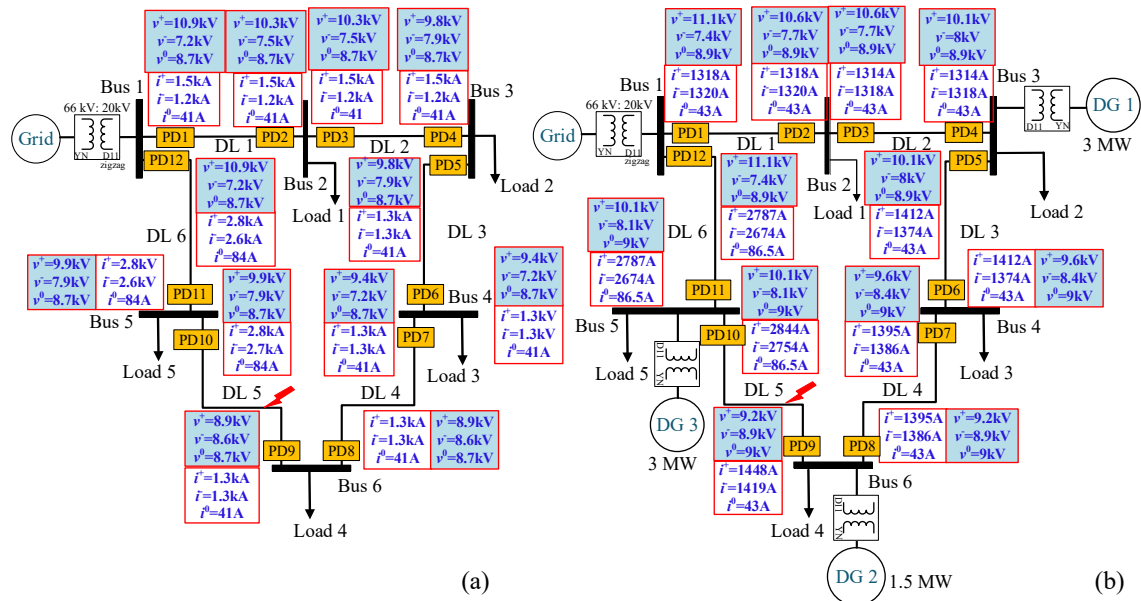 v⁺=10.9kV
v⁻=7.2kV
v⁰=8.7kV
i⁺=1.5kA
i⁻=1.2kA
i⁰=41A
v⁺=10.3kV
v⁻=7.5kV
v⁰=8.7kV
i⁺=1.5kA
i⁻=1.2kA
i⁰=41A
v⁺=10.3kV
v⁻=7.5kV
v⁰=8.7kV
i⁺=1.5kA
i⁻=1.2kA
i⁰=41
v⁺=9.8kV
v⁻=7.9kV
v⁰=8.7kV
i⁺=1.5kA
i⁻=1.2kA
i⁰=41A
Bus 1
Bus 3
66 kV: 20kV
Grid
YN
D11
zigzag
PD1
PD2
PD3
PD4
PD12
DL 1
DL 2
PD5
Bus 2
Load 1
Load 2
v⁺=10.9kV
v⁻=7.2kV
v⁰=8.7kV
i⁺=2.8kA
i⁻=2.6kA
i⁰=84A
v⁺=9.8kV
v⁻=7.9kV
v⁰=8.7kV
i⁺=1.3kA
i⁻=1.3kA
i⁰=41A
DL 6
DL 3
v⁺=9.9kV
v⁻=7.9kV
v⁰=8.7kV
i⁺=2.8kV
i⁻=2.6kV
i⁰=84A
PD11
Bus 5
PD10
Load 5
v⁺=9.9kV
v⁻=7.9kV
v⁰=8.7kV
i⁺=2.8kA
i⁻=2.7kA
i⁰=84A
v⁺=9.4kV
v⁻=7.2kV
v⁰=8.7kV
i⁺=1.3kA
i⁻=1.3kA
i⁰=41A
PD6
Bus 4
PD7
Load 3
v⁺=9.4kV
v⁻=7.2kV
v⁰=8.7kV
i⁺=1.3kV
i⁻=1.3kV
i⁰=41A
DL 5
DL 4
v⁺=8.9kV
v⁻=8.6kV
v⁰=8.7kV
i⁺=1.3kA
i⁻=1.3kA
i⁰=41A
PD9
PD8
i⁺=1.3kA
i⁻=1.3kA
i⁰=41A
v⁺=8.9kV
v⁻=8.6kV
v⁰=8.7kV
Bus 6
Load 4
(a)
v⁺=11.1kV
v⁻=7.4kV
v⁰=8.9kV
i⁺=1318A
i⁻=1320A
i⁰=43A
v⁺=10.6kV
v⁻=7.7kV
v⁰=8.9kV
i⁺=1318A
i⁻=1320A
i⁰=43A
v⁺=10.6kV
v⁻=7.7kV
v⁰=8.9kV
i⁺=1314A
i⁻=1318A
i⁰=43A
v⁺=10.1kV
v⁻=8kV
v⁰=8.9kV
i⁺=1314A
i⁻=1318A
i⁰=43A
Bus 1
Bus 3
66 kV: 20kV
Grid
YN
D11
zigzag
PD1
PD2
PD3
PD4
D11
YN
DG 1
3 MW
PD12
DL 1
DL 2
PD5
Bus 2
Load 1
Load 2
v⁺=11.1kV
v⁻=7.4kV
v⁰=8.9kV
i⁺=2787A
i⁻=2674A
i⁰=86.5A
v⁺=10.1kV
v⁻=8kV
v⁰=8.9kV
i⁺=1412A
i⁻=1374A
i⁰=43A
DL 6
DL 3
v⁺=10.1kV
v⁻=8.1kV
v⁰=9kV
i⁺=2787A
i⁻=2674A
i⁰=86.5A
PD11
Bus 5
PD10
Load 5
v⁺=10.1kV
v⁻=8.1kV
v⁰=9kV
i⁺=2844A
i⁻=2754A
i⁰=86.5A
v⁺=9.6kV
v⁻=8.4kV
v⁰=9kV
i⁺=1395A
i⁻=1386A
i⁰=43A
i⁺=1412A
i⁻=1374A
i⁰=43A
v⁺=9.6kV
v⁻=8.4kV
v⁰=9kV
PD6
Bus 4
PD7
Load 3
D11
YN
DG 3
3 MW
DL 5
DL 4
v⁺=9.2kV
v⁻=8.9kV
v⁰=9kV
i⁺=1448A
i⁻=1419A
i⁰=43A
PD9
PD8
i⁺=1395A
i⁻=1386A
i⁰=43A
v⁺=9.2kV
v⁻=8.9kV
v⁰=9kV
Bus 6
Load 4
D11
YN
DG 2
1.5 MW
(b)